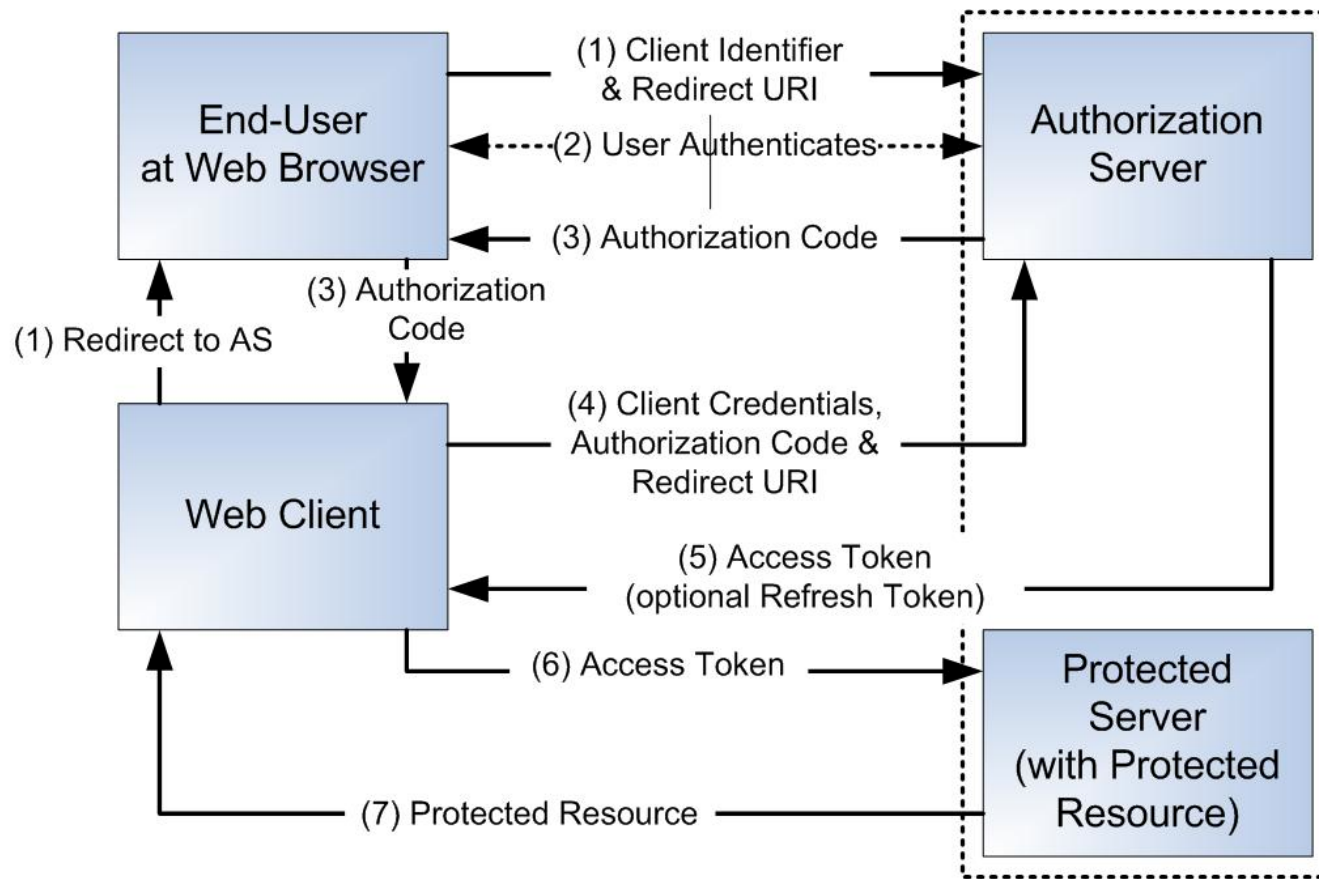 (1) Client Identifier
& Redirect URI
End-User
at Web Browser
Authorization
Server
(2) User Authenticates
(3) Authorization Code
(3) Authorization
Code
(1) Redirect to AS
(4) Client Credentials,
Authorization Code &
Redirect URI
Web Client
(5) Access Token
(optional Refresh Token)
(6) Access Token
Protected
Server
(with Protected
Resource)
(7) Protected Resource